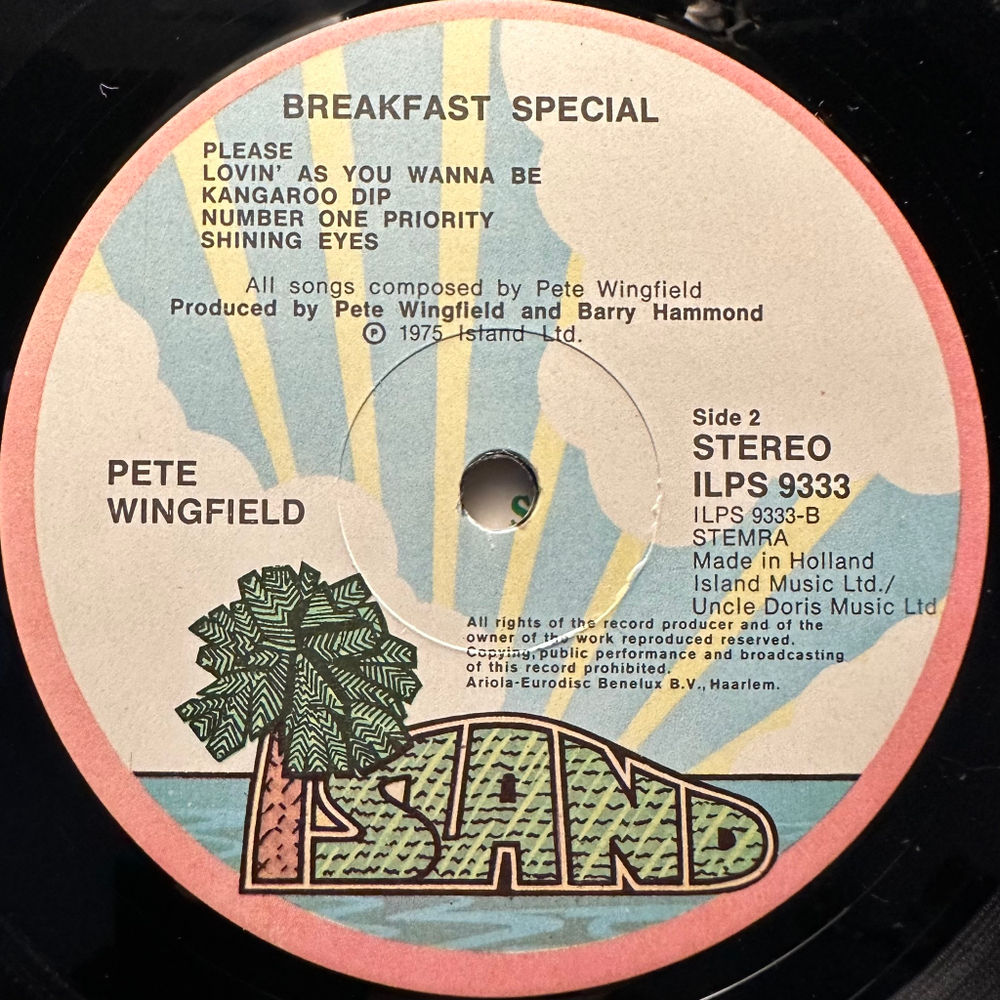 BREAKFAST SPECIAL
PLEASE
LOVIN' AS YOU WANNA BE
KANGAROO DIP
NUMBER ONE PRIORITY
SHINING EYES
All songs composed by Pete Wingfield
Produced by Pete Wingfield and Barry Hammond
℗ 1975 Island Ltd.
PETE
WINGFIELD
Side 2
STEREO
ILPS 9333
ILPS 9333-B
STEMRA
Made in Holland
Island Music Ltd./
Uncle Doris Music Ltd
All rights of the record producer and of the
owner of the work reproduced reserved.
Copying, public performance and broadcasting
of this record prohibited.
Ariola-Eurodisc Benelux B.V., Haarlem.
ISLAND